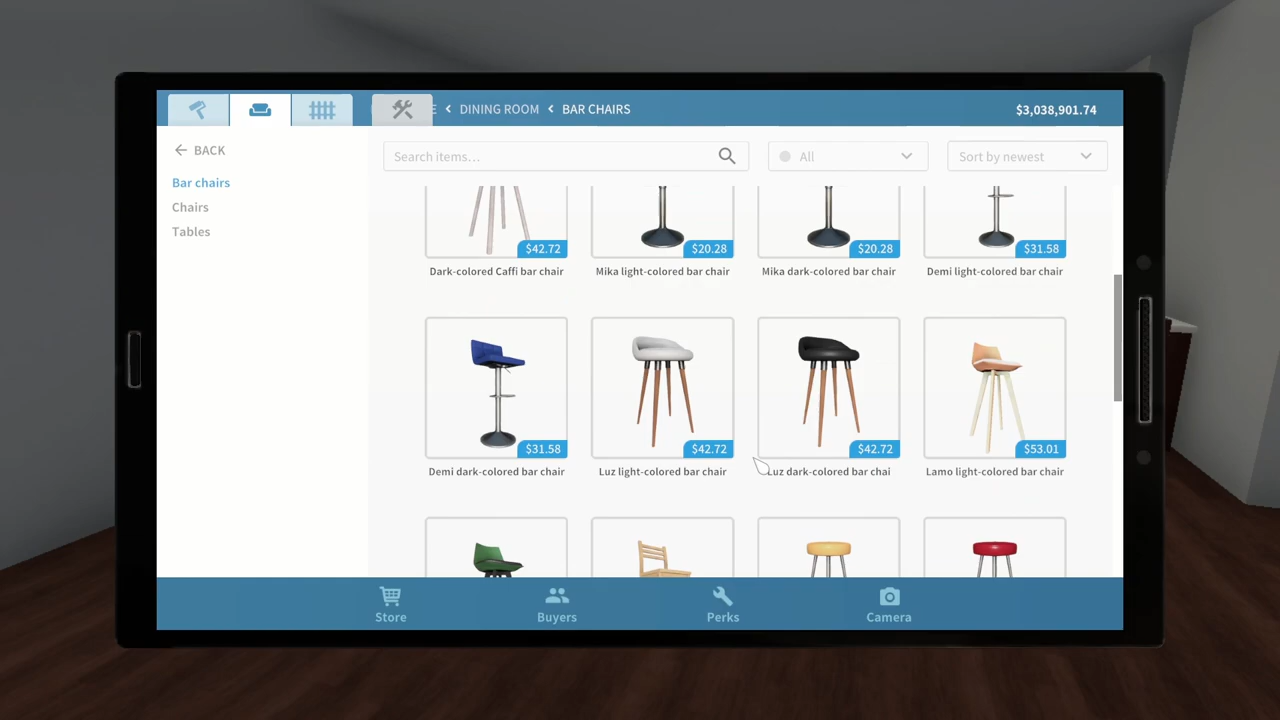 E < DINING ROOM < BAR CHAIRS
$3,038,901.74
BACK
Bar chairs
Chairs
Tables
Search items...
All
Sort by newest
$42.72
$20.28
$20.28
$31.58
Dark-colored Caffi bar chair
Mika light-colored bar chair
Mika dark-colored bar chair
Demi light-colored bar chair
$31.58
$42.72
$42.72
$53.01
Demi dark-colored bar chair
Luz light-colored bar chair
Luz dark-colored bar chai
Lamo light-colored bar chair
Store
Buyers
Perks
Camera